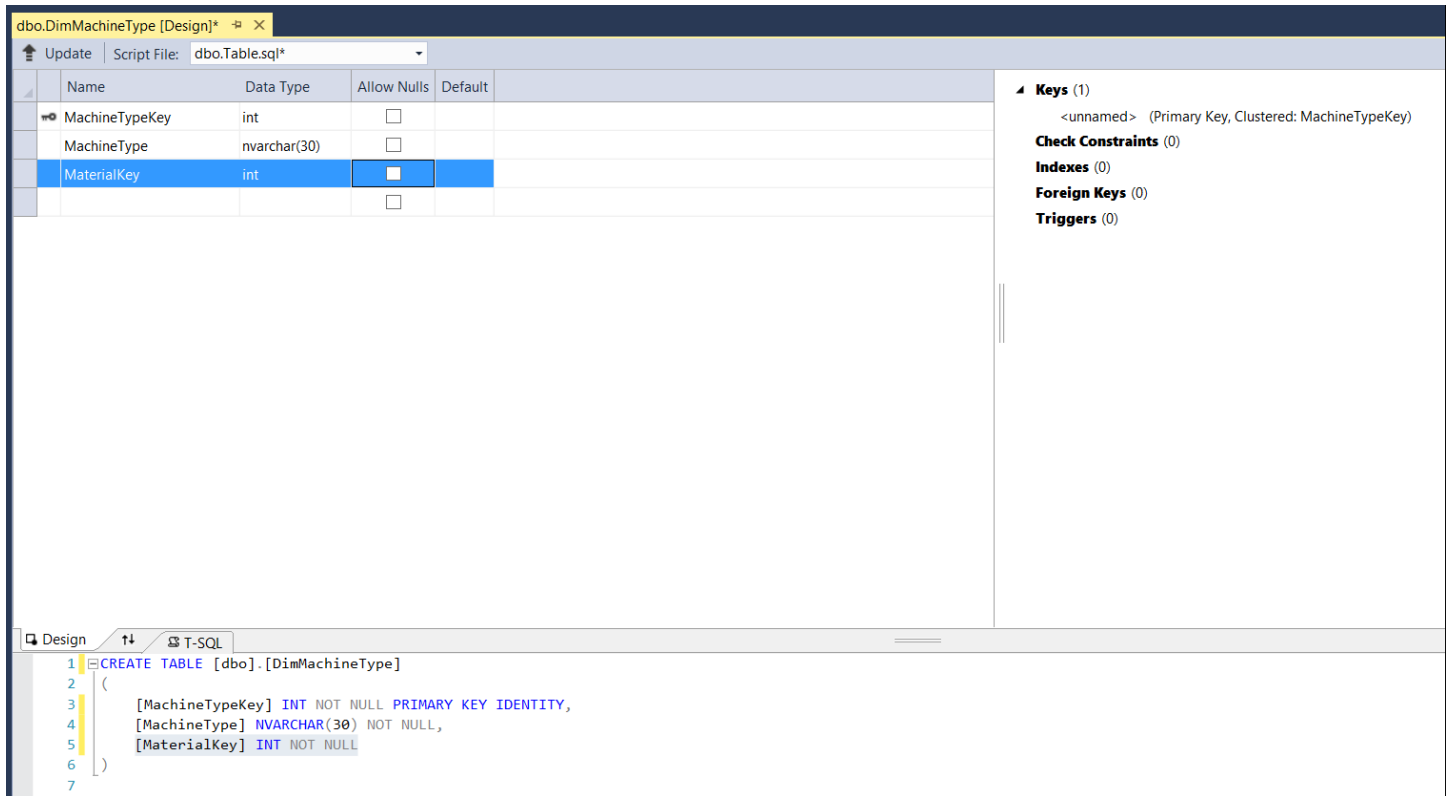 dbo.DimMachineType [Design]*
Update Script File: dbo.Table.sql*
Name Data Type Allow Nulls Default
MachineTypeKey int
MachineType nvarchar(30)
MaterialKey int
Keys (1)
<unnamed> (Primary Key, Clustered: MachineTypeKey)
Check Constraints (0)
Indexes (0)
Foreign Keys (0)
Triggers (0)
Design T-SQL
1 CREATE TABLE [dbo].[DimMachineType]
2 (
3 [MachineTypeKey] INT NOT NULL PRIMARY KEY IDENTITY,
4 [MachineType] NVARCHAR(30) NOT NULL,
5 [MaterialKey] INT NOT NULL
6 )
7